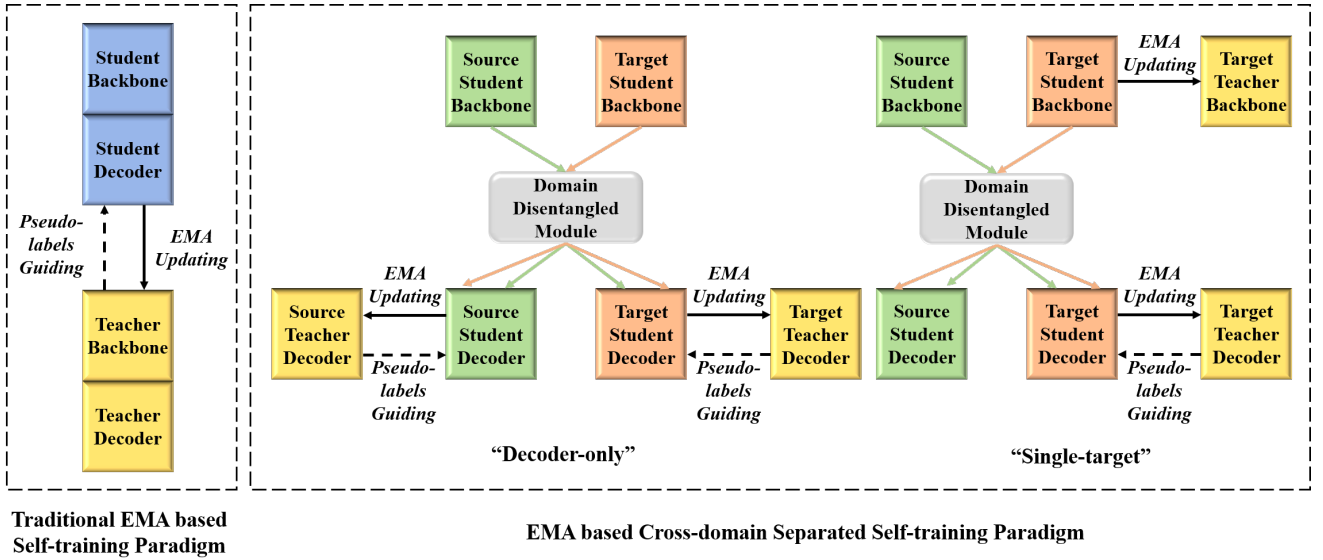 Student
Backbone
Student
Decoder
Pseudo-
labels
Guiding
EMA
Updating
Teacher
Backbone
Teacher
Decoder
Traditional EMA based
Self-training Paradigm
Source
Student
Backbone
Target
Student
Backbone
Domain
Disentangled
Module
Source
Teacher
Decoder
EMA
Updating
Pseudo-
labels
Guiding
Source
Student
Decoder
Target
Student
Decoder
EMA
Updating
Pseudo-
labels
Guiding
Target
Teacher
Decoder
“Decoder-only”
Source
Student
Backbone
Target
Student
Backbone
EMA
Updating
Target
Teacher
Backbone
Domain
Disentangled
Module
Source
Student
Decoder
Target
Student
Decoder
EMA
Updating
Pseudo-
labels
Guiding
Target
Teacher
Decoder
“Single-target”
EMA based Cross-domain Separated Self-training Paradigm